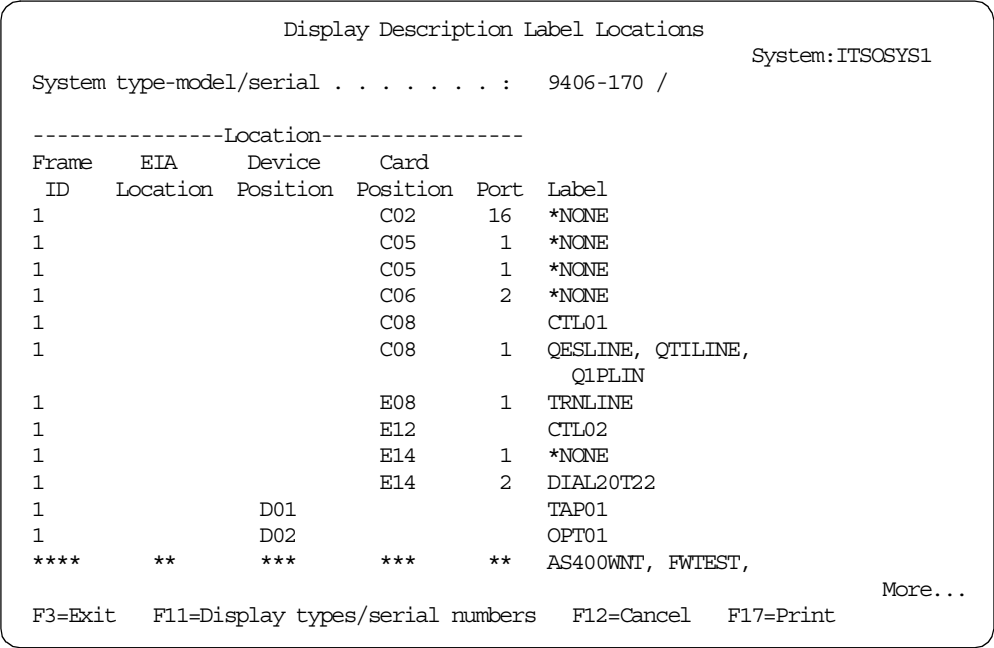 Display Description Label Locations
System:ITSOSYS1
System type-model/serial . . . . . . . :   9406-170 /
----------------Location-----------------
Frame    EIA      Device     Card
ID    Location  Position  Position  Port  Label
1                             C02        16   *NONE
1                             C05         1   *NONE
1                             C05         1   *NONE
1                             C06         2   *NONE
1                             C08             CTL01
1                             C08         1   QESLINE, QTILINE,
Q1PLIN
1                             E08         1   TRNLINE
1                             E12             CTL02
1                             E14         1   *NONE
1                             E14         2   DIAL20T22
1                   D01                       TAP01
1                   D02                       OPT01
****      **       ***       ***      **   AS400WNT, FWTEST,
More...
F3=Exit   F11=Display types/serial numbers   F12=Cancel   F17=Print